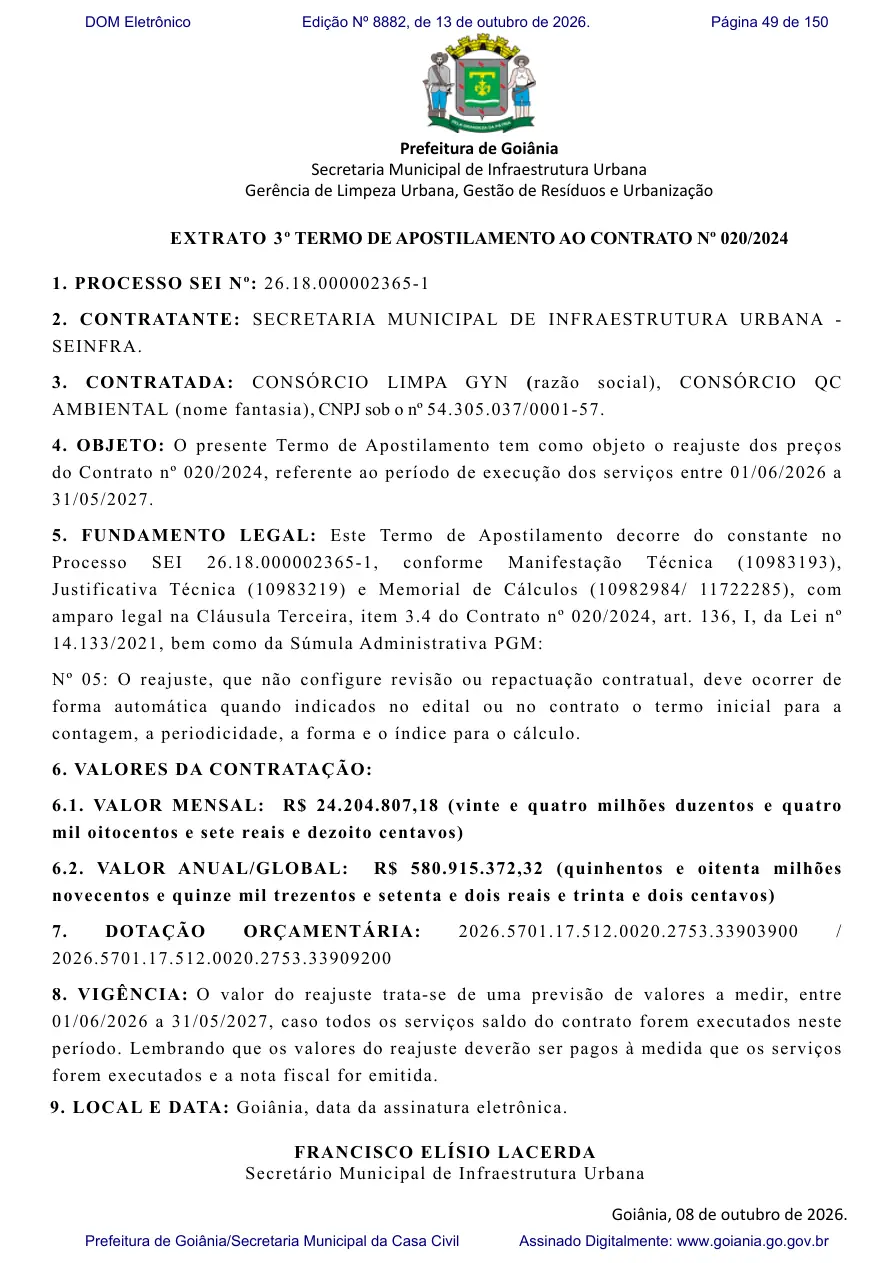 DOM Eletrônico Edição Nº 8882, de 13 de outubro de 2026. Página 49 de 150
PELA GRANDEZA DA PÁTRIA
Prefeitura de Goiânia
Secretaria Municipal de Infraestrutura Urbana
Gerência de Limpeza Urbana, Gestão de Resíduos e Urbanização
EXTRATO 3º TERMO DE APOSTILAMENTO AO CONTRATO Nº 020/2024
1. PROCESSO SEI Nº: 26.18.000002365-1
2. CONTRATANTE: SECRETARIA MUNICIPAL DE INFRAESTRUTURA URBANA -
SEINFRA.
3. CONTRATADA: CONSÓRCIO LIMPA GYN (razão social), CONSÓRCIO QC
AMBIENTAL (nome fantasia), CNPJ sob o nº 54.305.037/0001-57.
4. OBJETO: O presente Termo de Apostilamento tem como objeto o reajuste dos preços
do Contrato nº 020/2024, referente ao período de execução dos serviços entre 01/06/2026 a
31/05/2027.
5. FUNDAMENTO LEGAL: Este Termo de Apostilamento decorre do constante no
Processo SEI 26.18.000002365-1, conforme Manifestação Técnica (10983193),
Justificativa Técnica (10983219) e Memorial de Cálculos (10982984/ 11722285), com
amparo legal na Cláusula Terceira, item 3.4 do Contrato nº 020/2024, art. 136, I, da Lei nº
14.133/2021, bem como da Súmula Administrativa PGM:
Nº 05: O reajuste, que não configure revisão ou repactuação contratual, deve ocorrer de
forma automática quando indicados no edital ou no contrato o termo inicial para a
contagem, a periodicidade, a forma e o índice para o cálculo.
6. VALORES DA CONTRATAÇÃO:
6.1. VALOR MENSAL: R$ 24.204.807,18 (vinte e quatro milhões duzentos e quatro
mil oitocentos e sete reais e dezoito centavos)
6.2. VALOR ANUAL/GLOBAL: R$ 580.915.372,32 (quinhentos e oitenta milhões
novecentos e quinze mil trezentos e setenta e dois reais e trinta e dois centavos)
7. DOTAÇÃO ORÇAMENTÁRIA: 2026.5701.17.512.0020.2753.33903900 /
2026.5701.17.512.0020.2753.33909200
8. VIGÊNCIA: O valor do reajuste trata-se de uma previsão de valores a medir, entre
01/06/2026 a 31/05/2027, caso todos os serviços saldo do contrato forem executados neste
período. Lembrando que os valores do reajuste deverão ser pagos à medida que os serviços
forem executados e a nota fiscal for emitida.
9. LOCAL E DATA: Goiânia, data da assinatura eletrônica.
FRANCISCO ELÍSIO LACERDA
Secretário Municipal de Infraestrutura Urbana
Goiânia, 08 de outubro de 2026.
Prefeitura de Goiânia/Secretaria Municipal da Casa Civil Assinado Digitalmente: www.goiania.go.gov.br